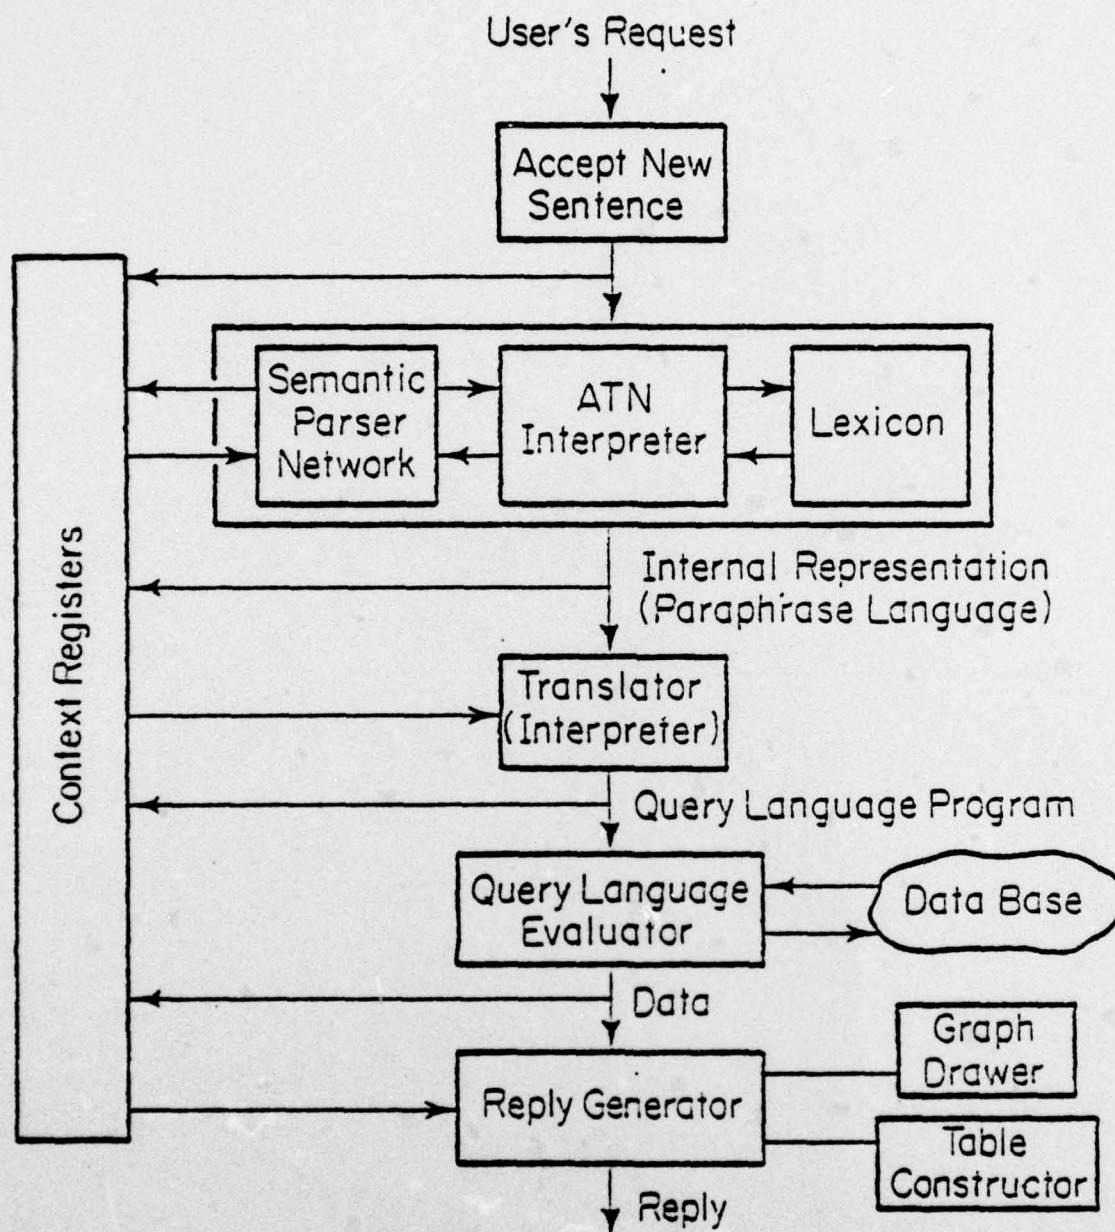 User's Request
Accept New
Sentence
Semantic
Parser
Network
ATN
Interpreter
Lexicon
Context Registers
Internal Representation
(Paraphrase Language)
Translator
(Interpreter)
Query Language Program
Query Language
Evaluator
Data Base
Data
Graph
Drawer
Reply Generator
Table
Constructor
Reply